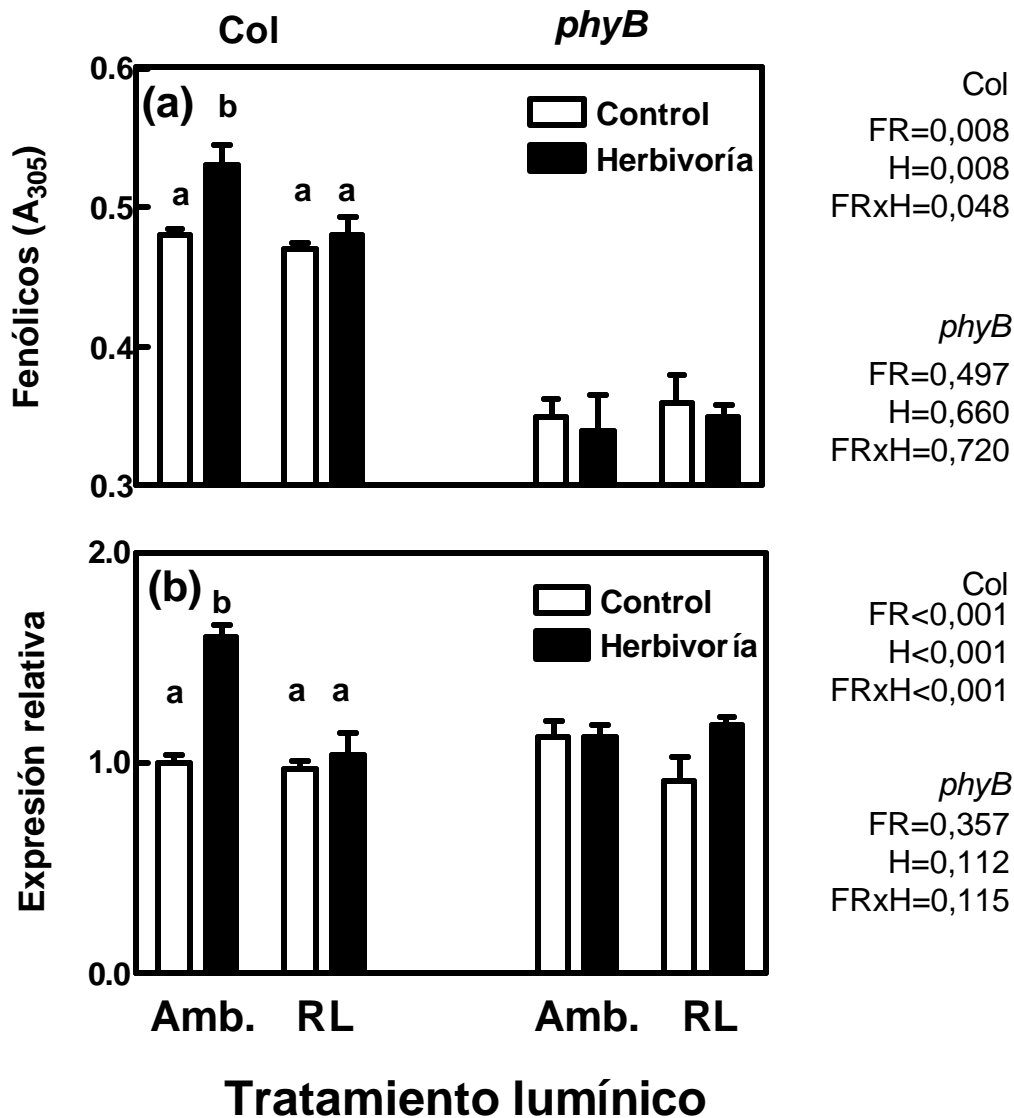 Col phyB
Fenólicos (A305)
0.6
0.5
0.4
0.3
(a)
a b a a
Control
Herbivoría
Col
FR=0,008
H=0,008
FRxH=0,048
phyB
FR=0,497
H=0,660
FRxH=0,720
Expresión relativa
2.0
1.0
0.0
(b)
a b a a
Control
Herbivoría
Col
FR<0,001
H<0,001
FRxH<0,001
phyB
FR=0,357
H=0,112
FRxH=0,115
Amb. RL Amb. RL
Tratamiento lumínico